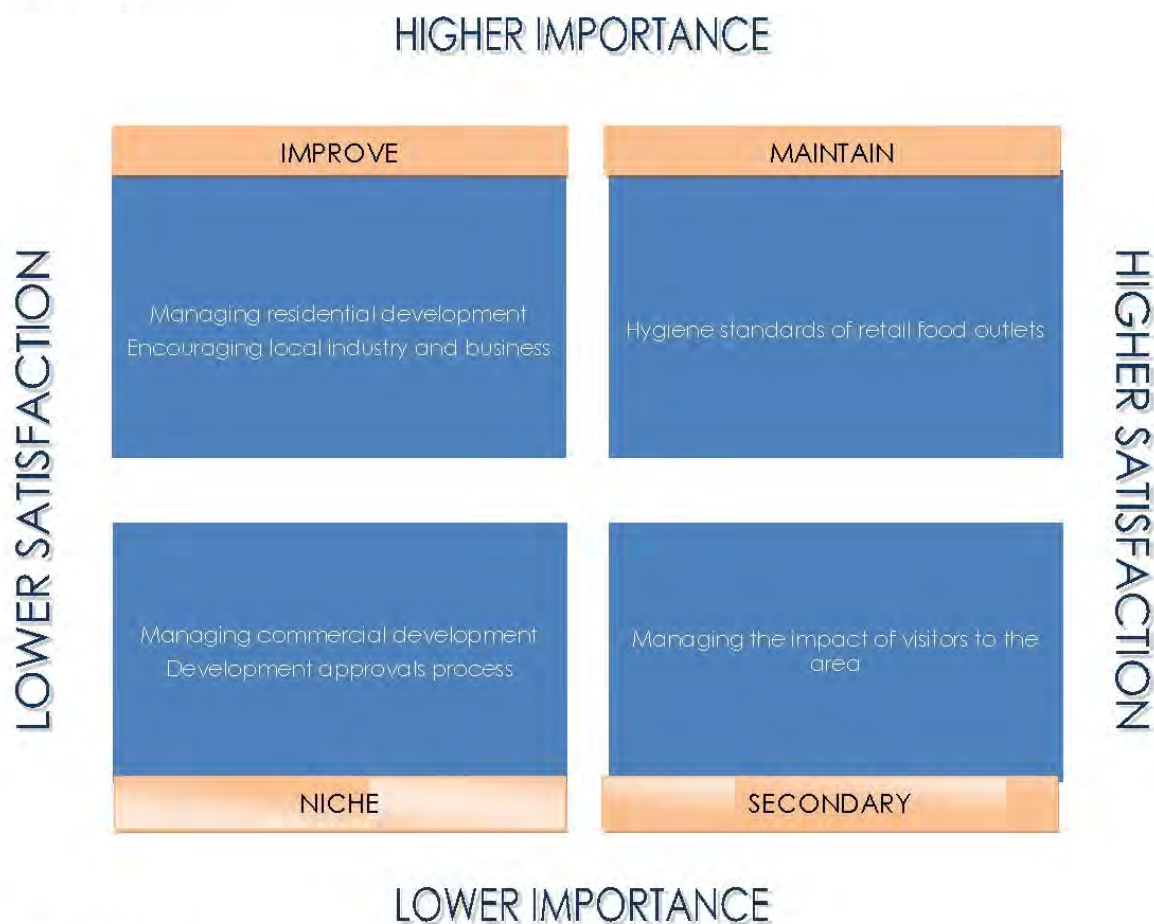 HIGHER IMPORTANCE
IMPROVE
MAINTAIN
LOWER SATISFACTION
Managing residential development
Encouraging local industry and business
Hygiene standards of retail food outlets
HIGHER SATISFACTION
Managing commercial development
Development approvals process
Managing the impact of visitors to the
area
NICHE
SECONDARY
LOWER IMPORTANCE